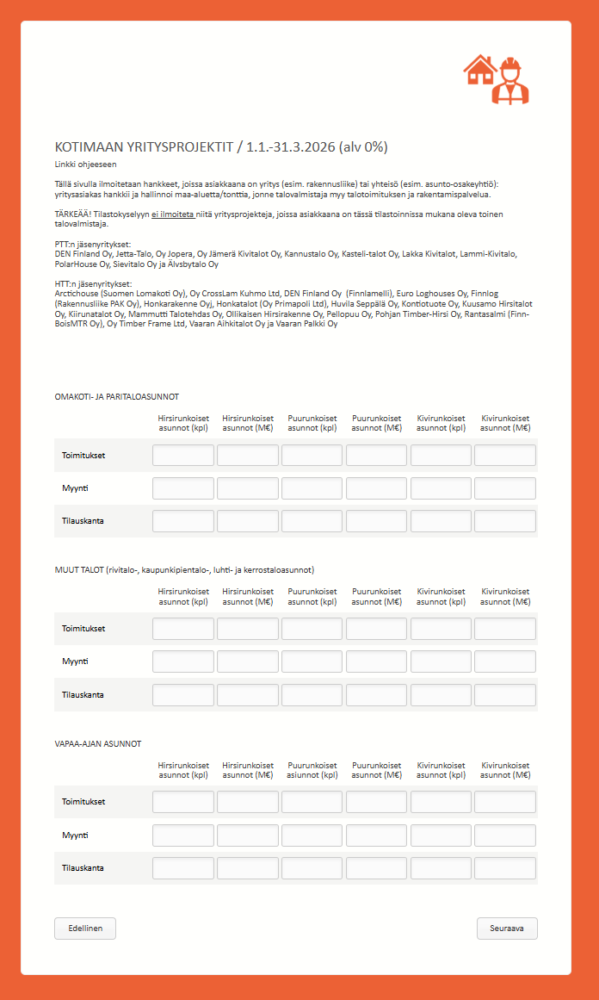 KOTIMAAN YRITYSPROJEKTIT / 1.1.-31.3.2026 (alv 0%)
Linkki ohjeeseen
Tällä sivulla ilmoitetaan hankkeet, joissa asiakkaana on yritys (esim. rakennusliike) tai yhteisö (esim. asunto-osakeyhtiö):
yritysasiakas hankkii ja hallinnoi maa-aluetta/tonttia, jonne talovalmistaja myy talotoimituksen ja rakentamispalvelua.
TÄRKEÄÄ! Tilastokyselyyn ei ilmoiteta niitä yritysprojekteja, joissa asiakkaana on tässä tilastoinnissa mukana oleva toinen
talovalmistaja.
PTT:n jäsenyritykset:
DEN Finland Oy, Jetta-Talo, Oy Jopera, Oy Jämerä Kivitalot Oy, Kannustalo Oy, Kasteli-talot Oy, Lakka Kivitalot, Lammi-Kivitalo,
PolarHouse Oy, Sievitalo Oy ja Älvsbytalo Oy
HTT:n jäsenyritykset:
Arctichouse (Suomen Lomakoti Oy), Oy CrossLam Kuhmo Ltd, DEN Finland Oy (Finnlamelli), Euro Loghouses Oy, Finnlog
(Rakennusliike PAK Oy), Honkarakenne Oyj, Honkatalot (Oy Primapoli Ltd), Huvila Seppälä Oy, Kontiotuote Oy, Kuusamo Hirsitalot
Oy, Kiirunatalot Oy, Mammutti Talotehdas Oy, Ollikaisen Hirsirakenne Oy, Pellopuu Oy, Pohjan Timber-Hirsi Oy, Rantasalmi (Finn-
BoisMTR Oy), Oy Timber Frame Ltd, Vaaran Aihkitalot Oy ja Vaaran Palkki Oy
OMAKOTI- JA PARITALOASUNNOT
Hirsirunkoiset Hirsirunkoiset Puurunkoiset Puurunkoiset Kivirunkoiset Kivirunkoiset
asunnot (kpl) asunnot (M€) asunnot (kpl) asunnot (M€) asunnot (kpl) asunnot (M€)
Toimitukset
Myynti
Tilauskanta
MUUT TALOT (rivitalo-, kaupunkipientalo-, luhti- ja kerrostaloasunnot)
Hirsirunkoiset Hirsirunkoiset Puurunkoiset Puurunkoiset Kivirunkoiset Kivirunkoiset
asunnot (kpl) asunnot (M€) asunnot (kpl) asunnot (M€) asunnot (kpl) asunnot (M€)
Toimitukset
Myynti
Tilauskanta
VAPAA-AJAN ASUNNOT
Hirsirunkoiset Hirsirunkoiset Puurunkoiset Puurunkoiset Kivirunkoiset Kivirunkoiset
asunnot (kpl) asunnot (M€) asiunnot (kpl) asunnot (M€) asunnot (kpl) asunnot (M€)
Toimitukset
Myynti
Tilauskanta
Edellinen Seuraava